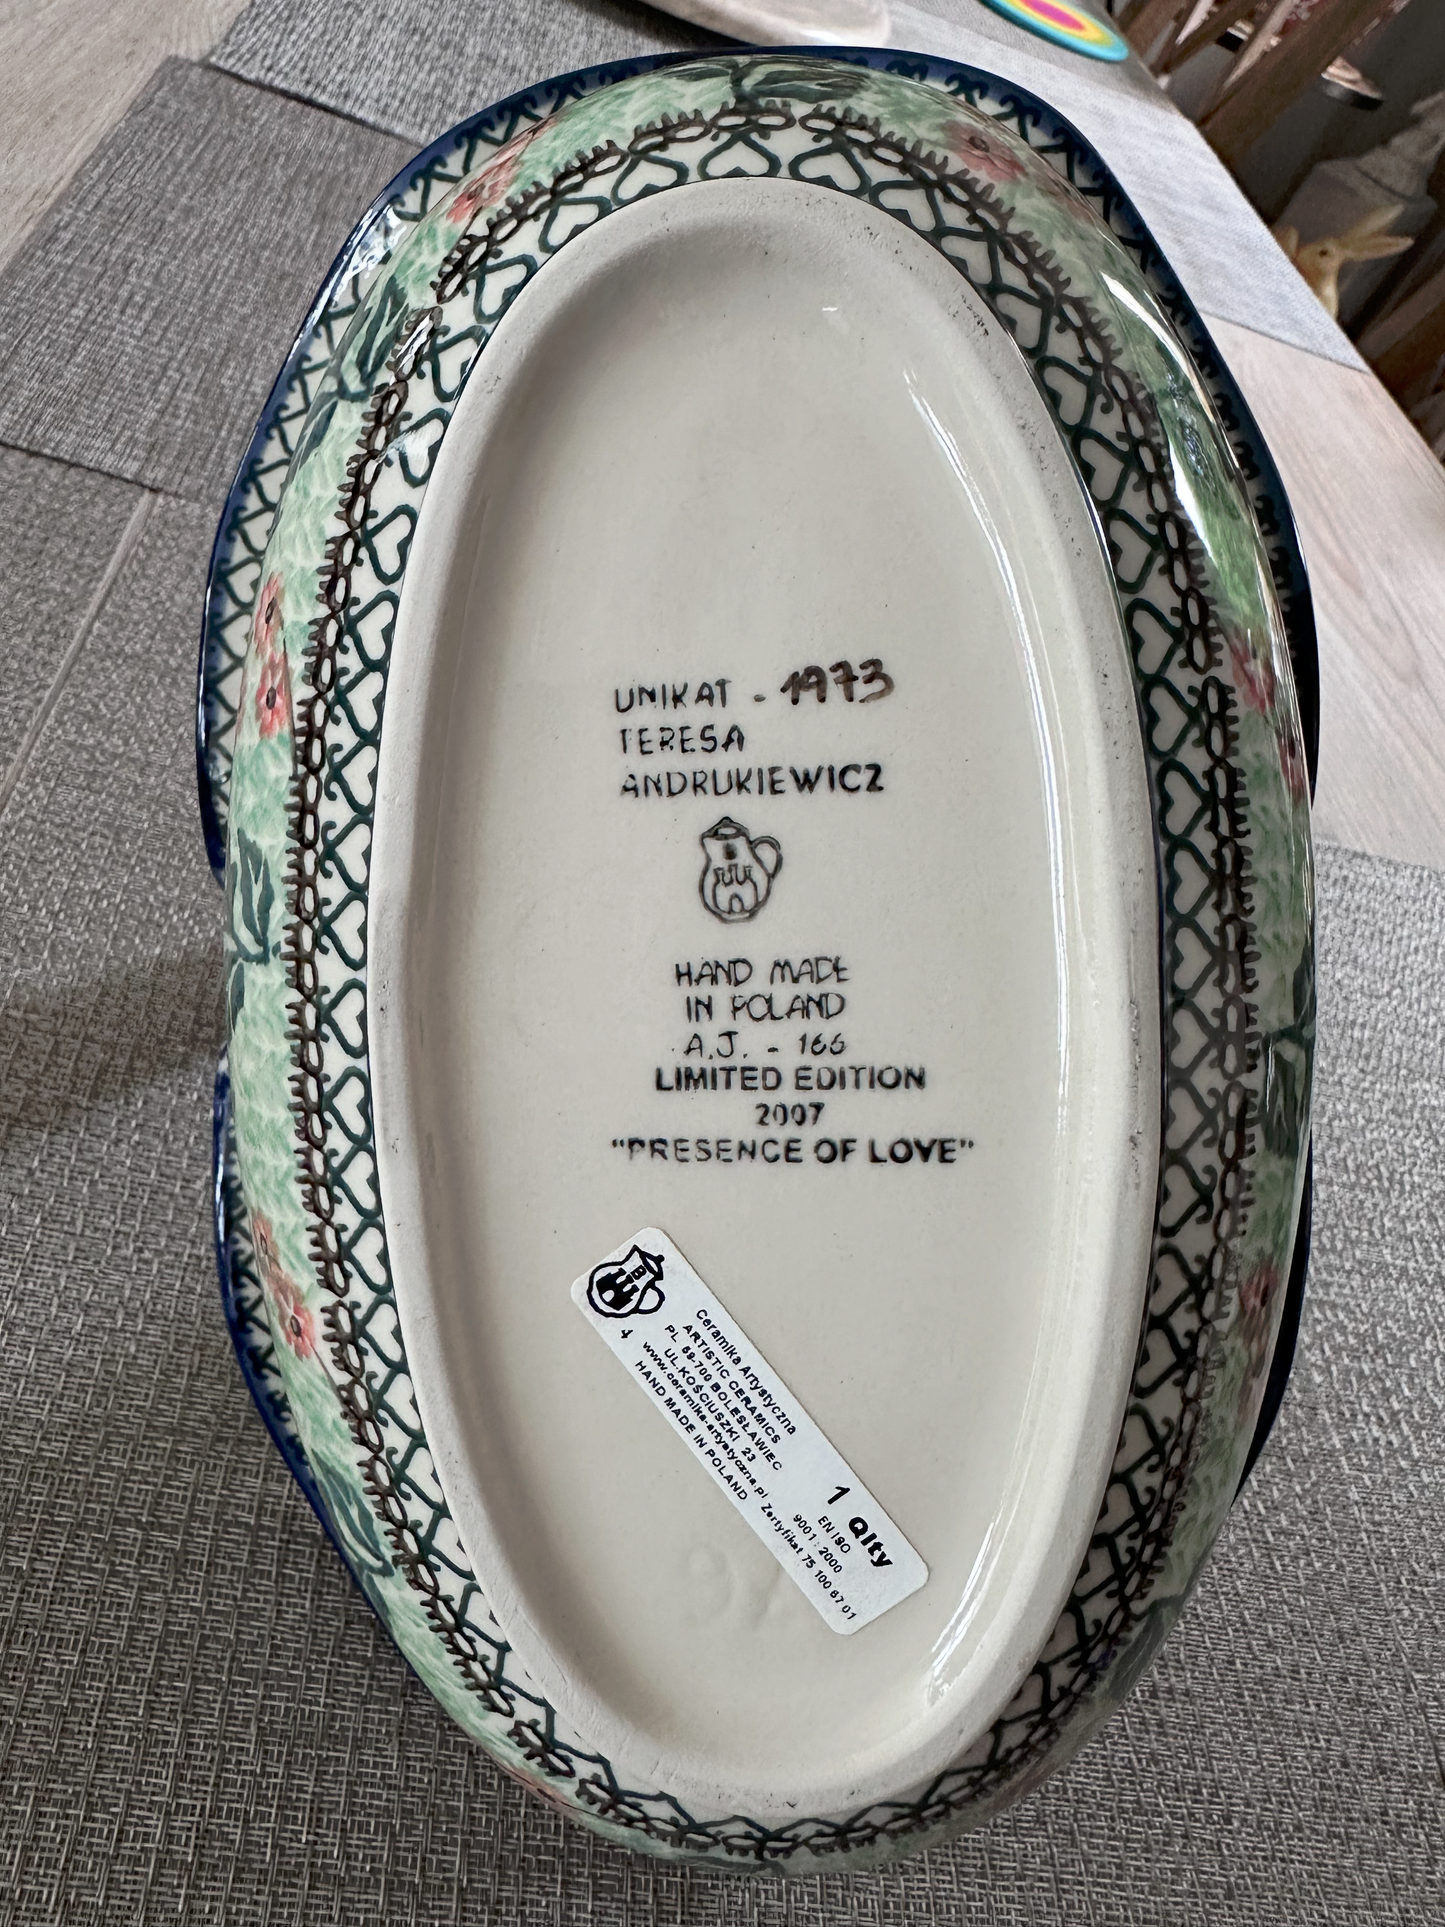 UNIKAT - 1973
TERESA
ANDRUKIEWICZ
B
HAND MADE
IN POLAND
A.J. - 166
LIMITED EDITION
2007
"PRESENCE OF LOVE"
B
4
Ceramika Artystyczna
ARTISTIC CERAMICS
PL 59-700 BOLESŁAWIEC
UL.KOŚCIUSZKI 23
www.ceramika-artystyczna.pl
HAND MADE IN POLAND
1 Qlty
EN ISO
9001 : 2000
Zertyfikat 75 100 67 01